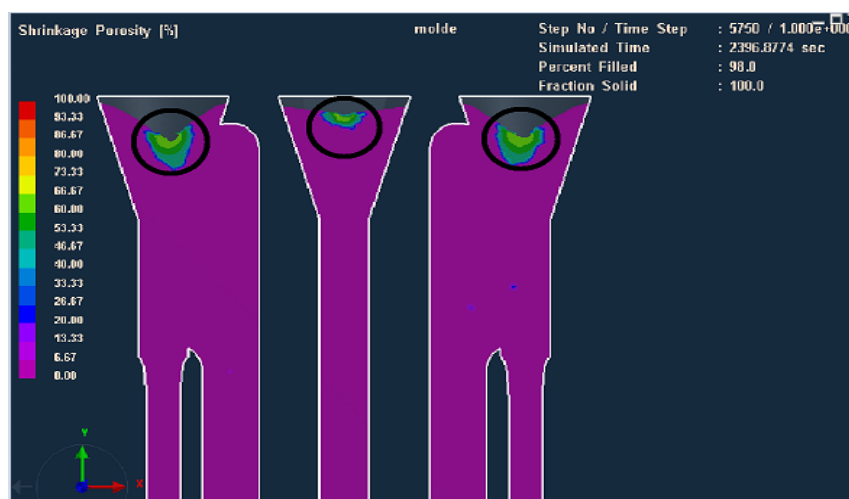 Shrinkage Porosity [%]
molde
Step No / Time Step : 5750 / 1.000e+000
Simulated Time : 2396.8774 sec
Percent Filled : 98.0
Fraction Solid : 100.0
100.00
93.33
86.67
80.00
73.33
66.67
60.00
53.33
46.67
40.00
33.33
26.67
20.00
13.33
6.67
0.00
Y
X